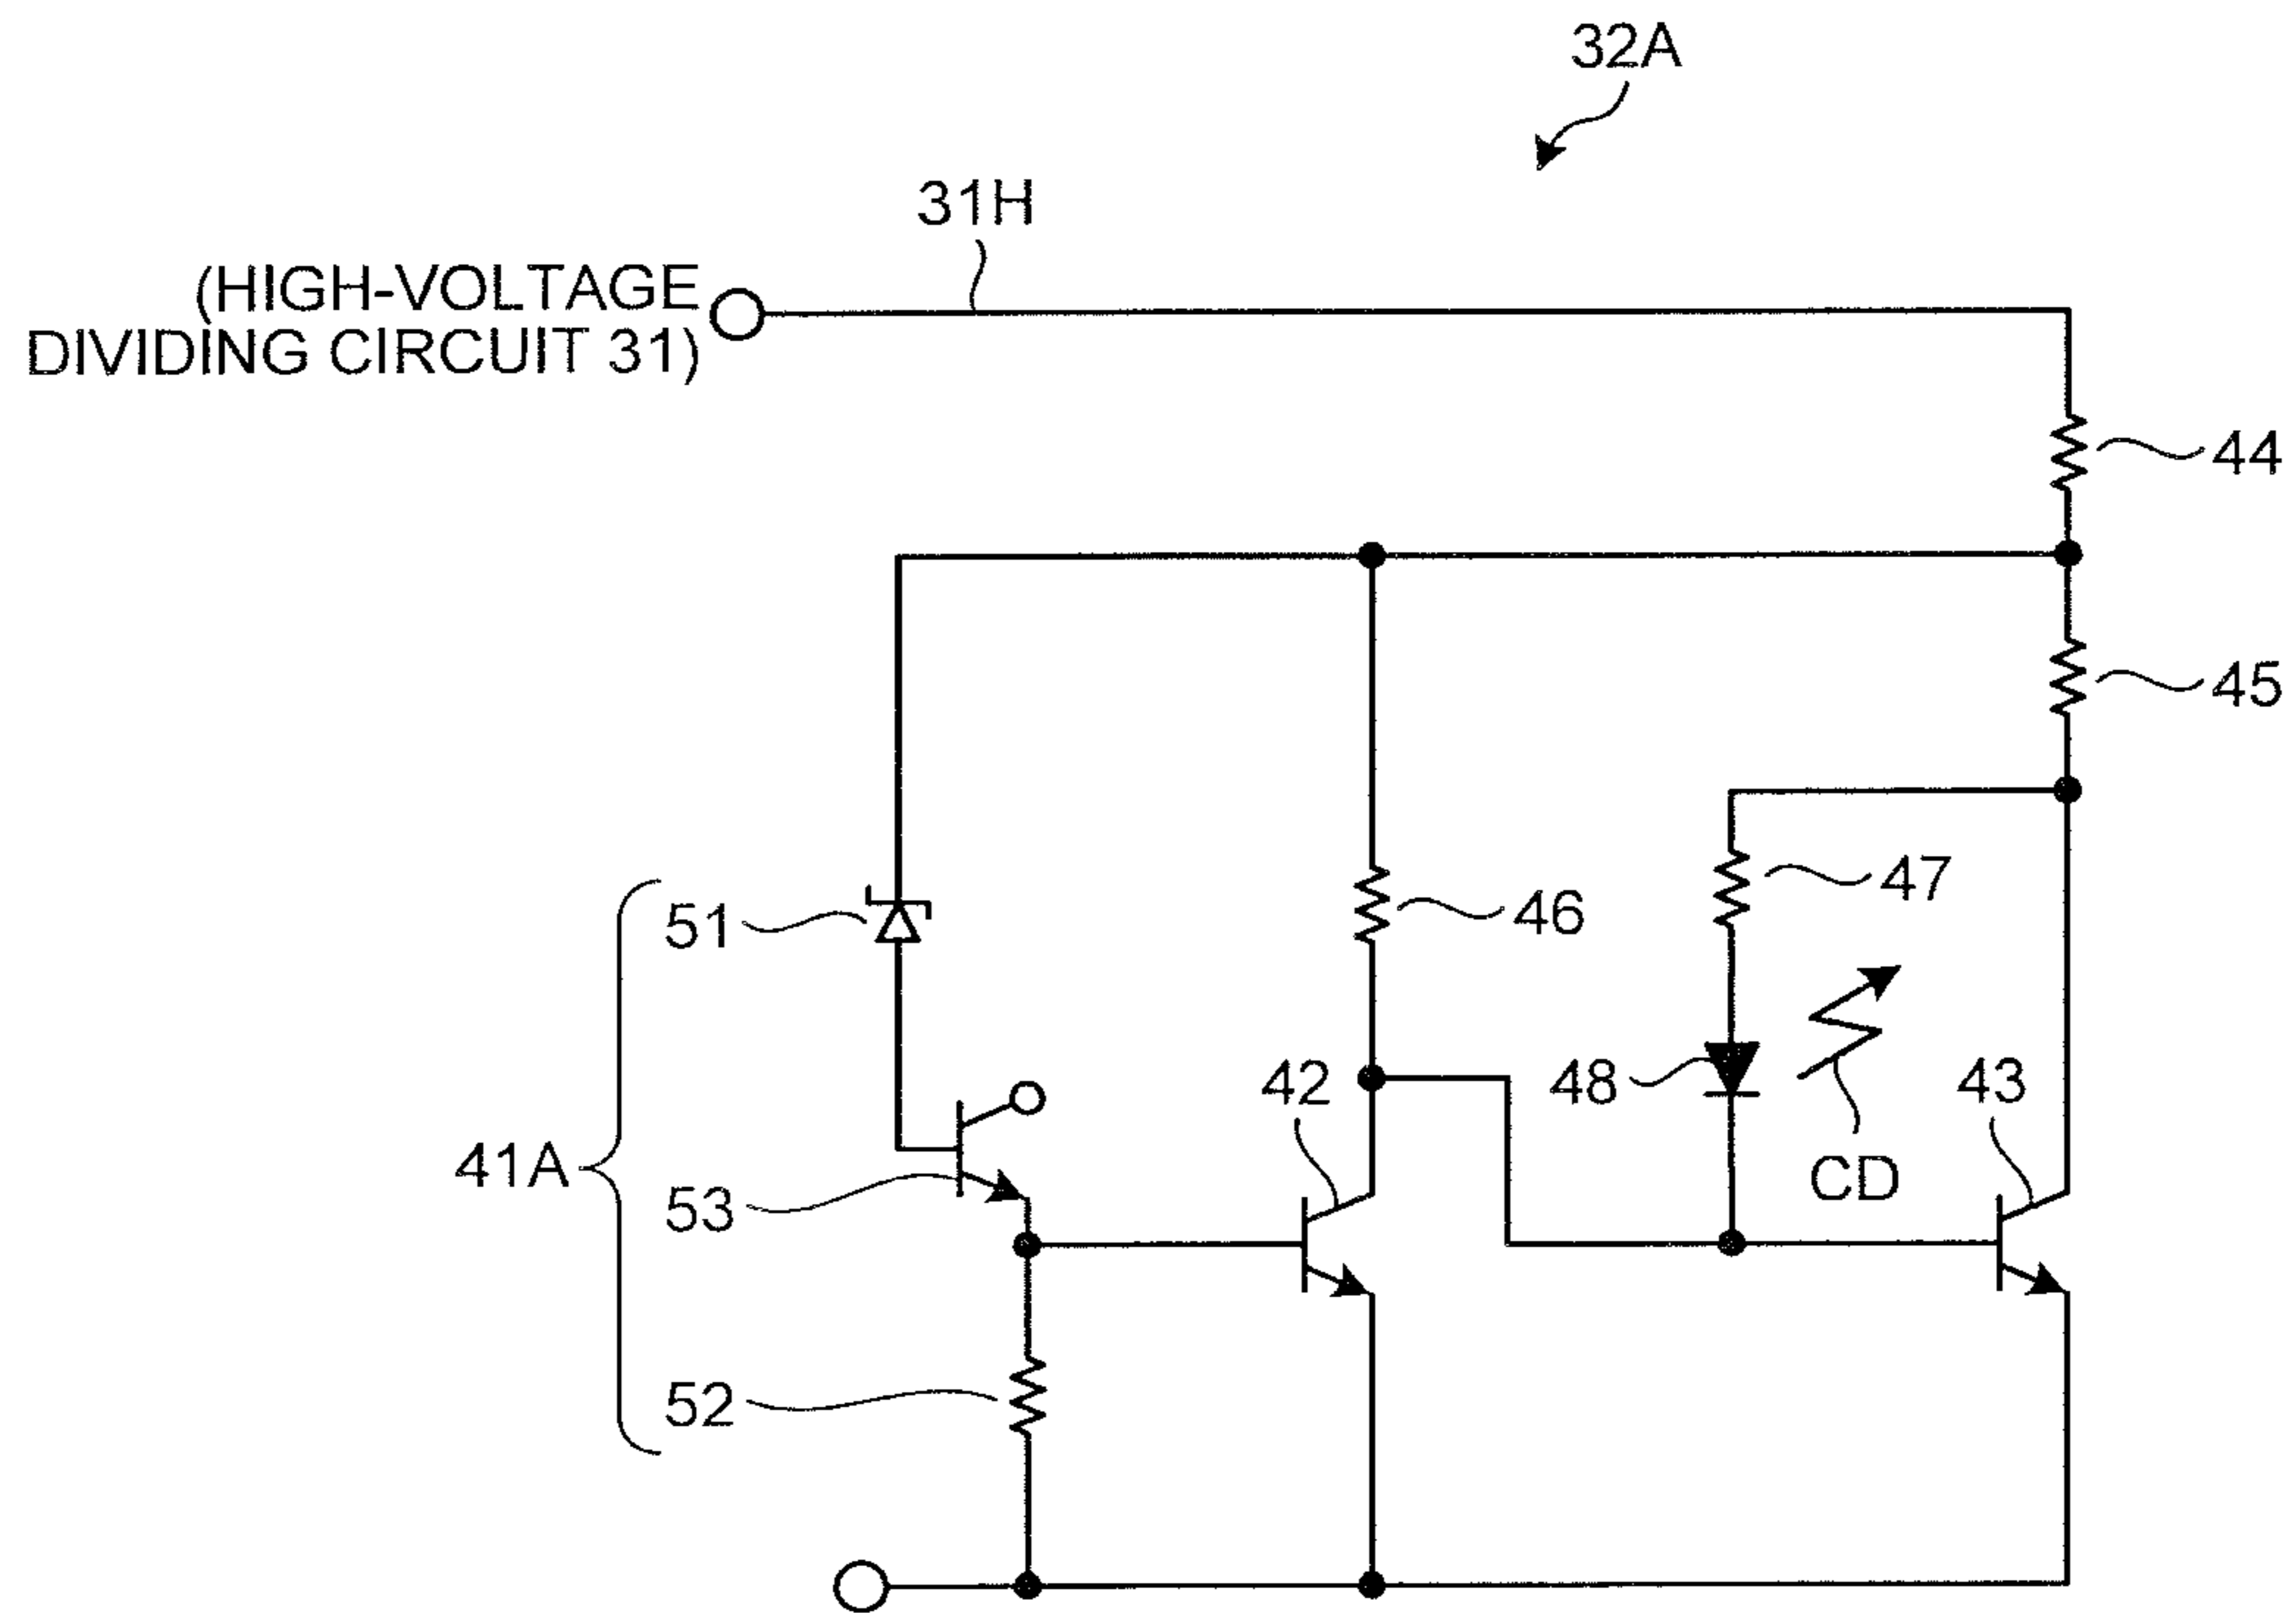 32A
31H
(HIGH-VOLTAGE
DIVIDING CIRCUIT 31)
44
45
47
51
46
42
48
43
41A
CD
53
52